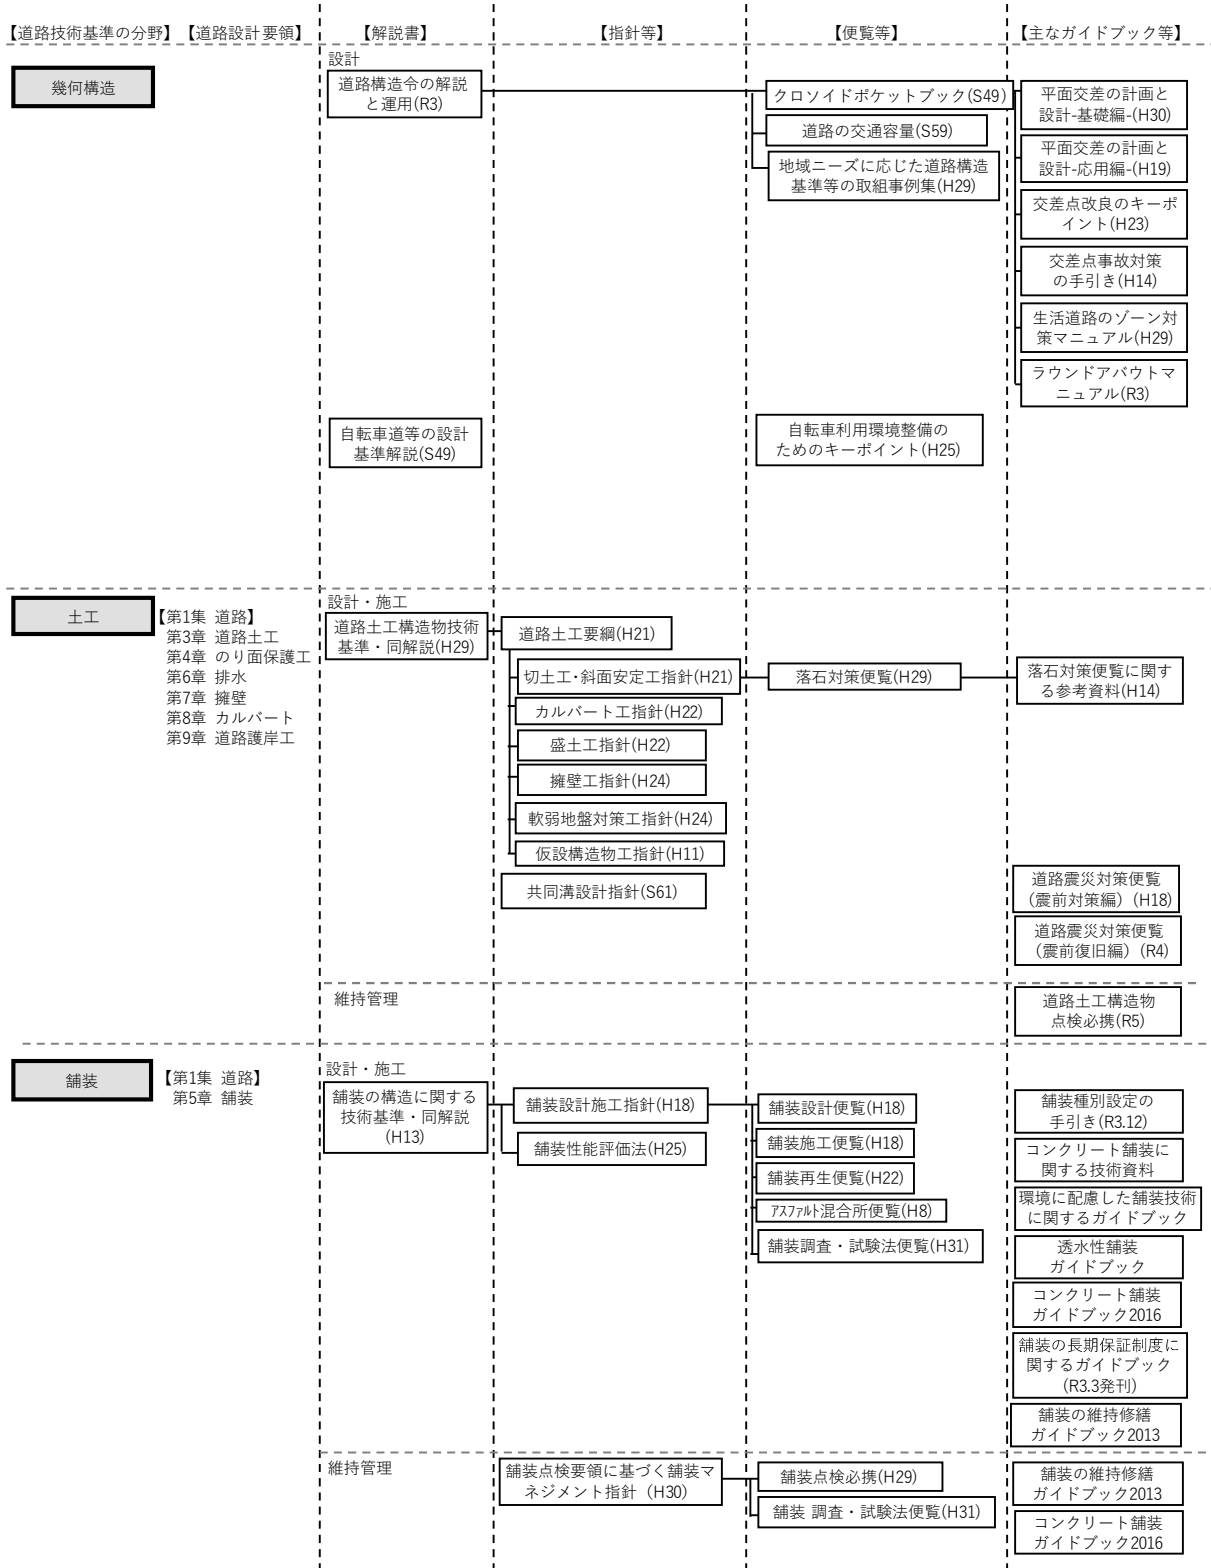 【道路技術基準の分野】 【道路設計要領】 【解説書】 【指針等】 【便覧等】 【主なガイドブック等】
幾何構造
設計
道路構造令の解説
と運用(R3)
クロソイドポケットブック(S49)
道路の交通容量(S59)
地域ニーズに応じた道路構造
基準等の取組事例集(H29)
平面交差の計画と
設計-基礎編-(H30)
平面交差の計画と
設計-応用編-(H19)
交差点改良のキーポ
イント(H23)
交差点事故対策
の手引き(H14)
生活道路のゾーン対
策マニュアル(H29)
ラウンドアバウトマ
ニュアル(R3)
自転車道等の設計
基準解説(S49)
自転車利用環境整備の
ためのキーポイント(H25)
土工
【第1集 道路】
第3章 道路土工
第4章 のり面保護工
第6章 排水
第7章 擁壁
第8章 カルバート
第9章 道路護岸工
設計・施工
道路土工構造物技術
基準・同解説(H29)
道路土工要綱(H21)
切土工・斜面安定工指針(H21)
カルバート工指針(H22)
盛土工指針(H22)
擁壁工指針(H24)
軟弱地盤対策工指針(H24)
仮設構造物工指針(H11)
共同溝設計指針(S61)
落石対策便覧(H29)
落石対策便覧に関す
る参考資料(H14)
道路震災対策便覧
（震前対策編）(H18)
道路震災対策便覧
（震前復旧編）(R4)
維持管理
道路土工構造物
点検必携(R5)
舗装
【第1集 道路】
第5章 舗装
設計・施工
舗装の構造に関する
技術基準・同解説
(H13)
舗装設計施工指針(H18)
舗装性能評価法(H25)
舗装設計便覧(H18)
舗装施工便覧(H18)
舗装再生便覧(H22)
ｱｽﾌｧﾙﾄ混合所便覧(H8)
舗装調査・試験法便覧(H31)
舗装種別設定の
手引き(R3.12)
コンクリート舗装に
関する技術資料
環境に配慮した舗装技術
に関するガイドブック
透水性舗装
ガイドブック
コンクリート舗装
ガイドブック2016
舗装の長期保証制度に
関するガイドブック
(R3.3発刊)
舗装の維持修繕
ガイドブック2013
維持管理
舗装点検要領に基づく舗装マ
ネジメント指針（H30）
舗装点検必携(H29)
舗装 調査・試験法便覧(H31)
舗装の維持修繕
ガイドブック2013
コンクリート舗装
ガイドブック2016